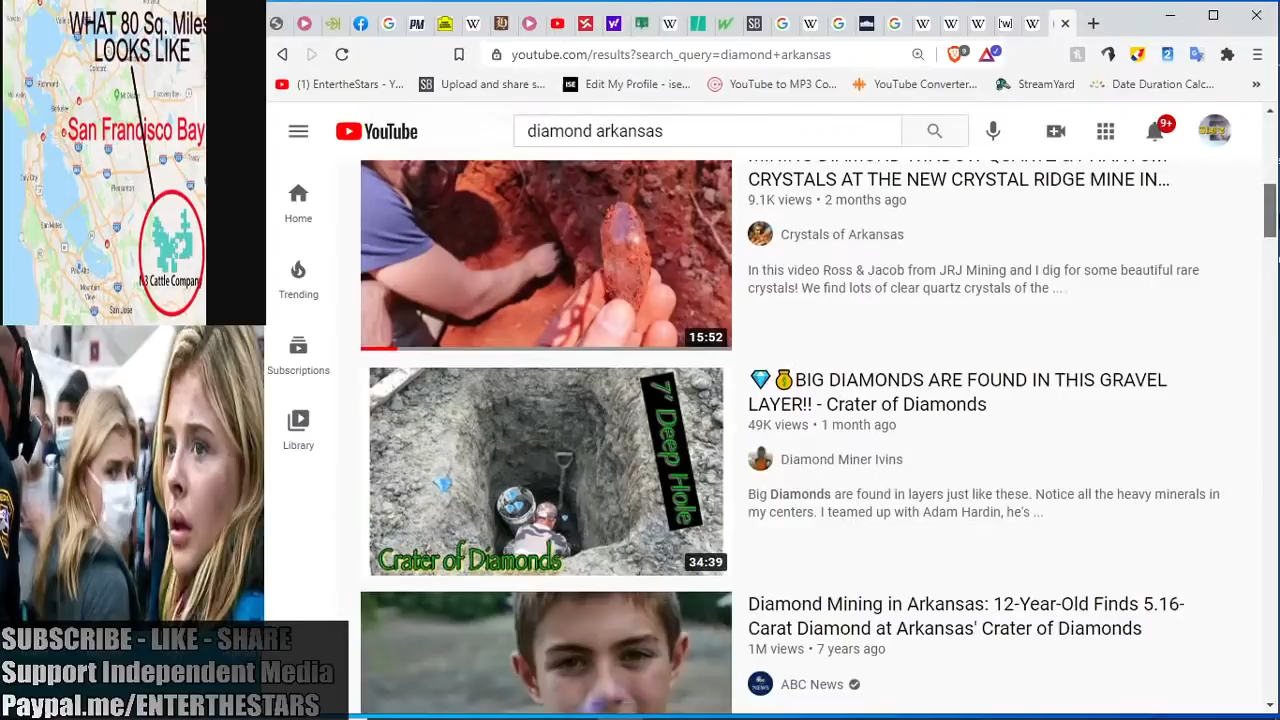 WHAT 80 Sq. Miles
LOOKS LIKE
San Francisco Bay
N3 Cattle Company
youtube.com/results?search_query=diamond+arkansas
(1) EntertheStars - Y...
Upload and share s...
Edit My Profile - ise...
YouTube to MP3 Co...
YouTube Converter...
StreamYard
Date Duration Calc...
YouTube
diamond arkansas
9+
Home
Trending
Subscriptions
Library
CRYSTALS AT THE NEW CRYSTAL RIDGE MINE IN...
9.1K views • 2 months ago
Crystals of Arkansas
In this video Ross & Jacob from JRJ Mining and I dig for some beautiful rare
crystals! We find lots of clear quartz crystals of the ...
15:52
7' Deep Hole
Crater of Diamonds
34:39
💎💰BIG DIAMONDS ARE FOUND IN THIS GRAVEL
LAYER!! - Crater of Diamonds
49K views • 1 month ago
Diamond Miner Ivins
Big Diamonds are found in layers just like these. Notice all the heavy minerals in
my centers. I teamed up with Adam Hardin, he's ...
Diamond Mining in Arkansas: 12-Year-Old Finds 5.16-
Carat Diamond at Arkansas' Crater of Diamonds
1M views • 7 years ago
ABC News
SUBSCRIBE - LIKE - SHARE
Support Independent Media
Paypal.me/ENTERTHESTARS